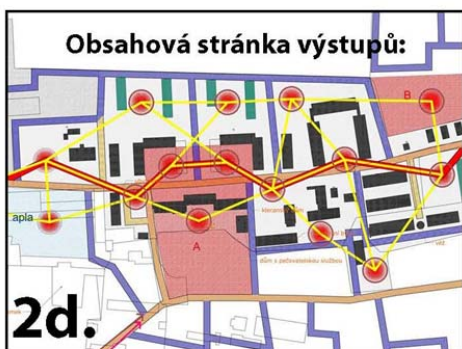 Obsahová stránka výstupů:
B
apla
A
dům s pečovatelskou službou
2d.